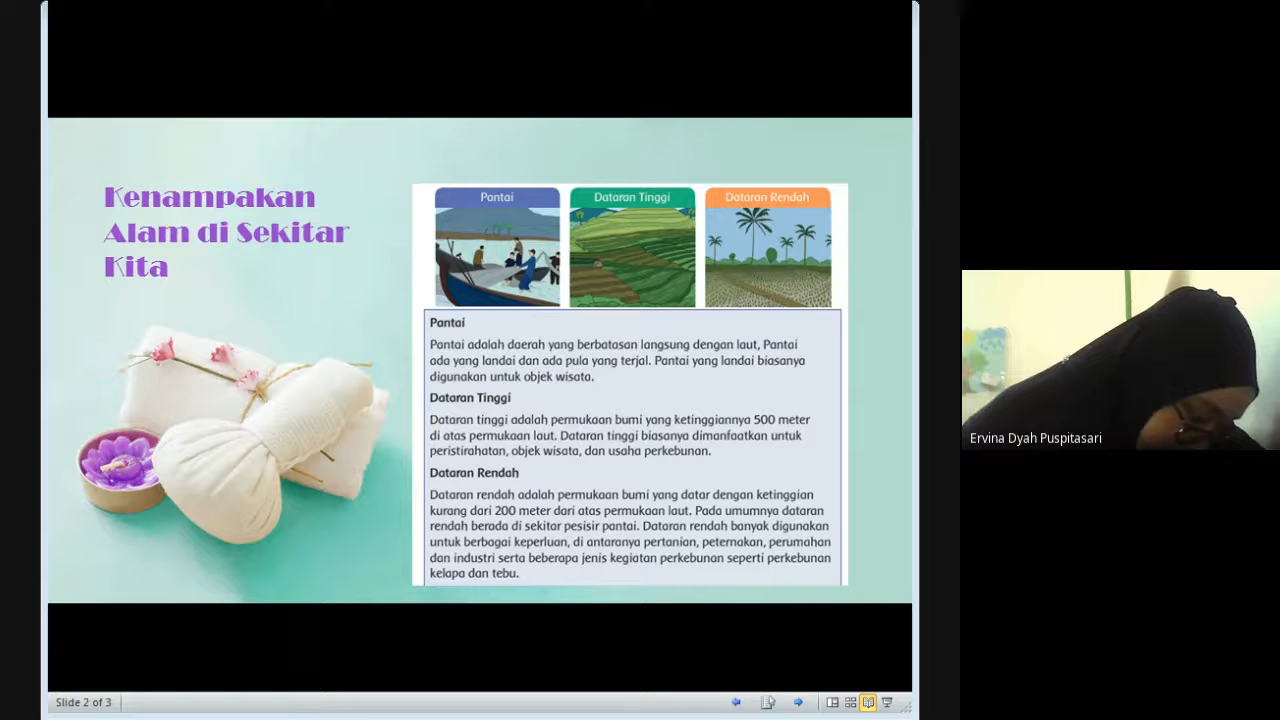 Kenampakan
Alam di Sekitar
Kita
Pantai
Dataran Tinggi
Dataran Rendah
Pantai
Pantai adalah daerah yang berbatasan langsung dengan laut, Pantai
ada yang landai dan ada pula yang terjal. Pantai yang landai biasanya
digunakan untuk objek wisata.
Dataran Tinggi
Dataran tinggi adalah permukaan bumi yang ketinggiannya 500 meter
di atas permukaan laut. Dataran tinggi biasanya dimanfaatkan untuk
peristirahatan, objek wisata, dan usaha perkebunan.
Dataran Rendah
Dataran rendah adalah permukaan bumi yang datar dengan ketinggian
kurang dari 200 meter dari atas permukaan laut. Pada umumnya dataran
rendah berada di sekitar pesisir pantai. Dataran rendah banyak digunakan
untuk berbagai keperluan, di antaranya pertanian, peternakan, perumahan
dan industri serta beberapa jenis kegiatan perkebunan seperti perkebunan
kelapa dan tebu.
Slide 2 of 3
Ervina Dyah Puspitasari